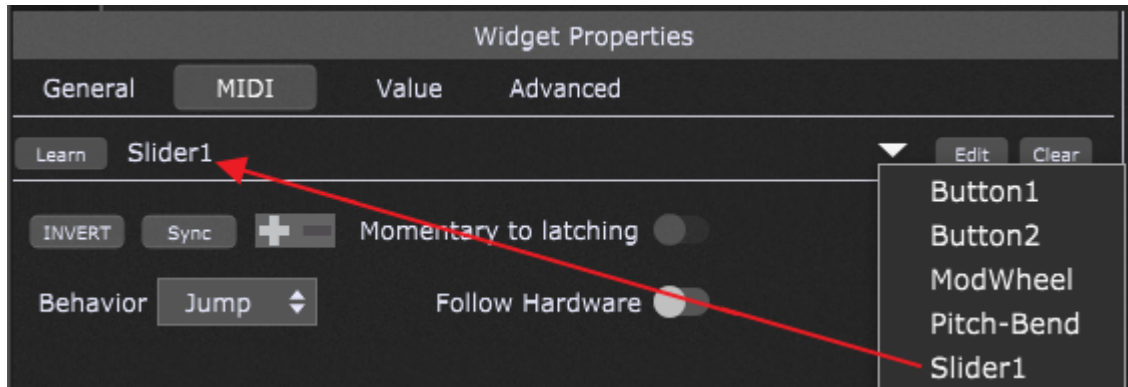 Widget Properties
General MIDI Value Advanced
Learn Slider1 Edit Clear
INVERT Sync Momentary to latching
Behavior Jump Follow Hardware
Button1
Button2
ModWheel
Pitch-Bend
Slider1